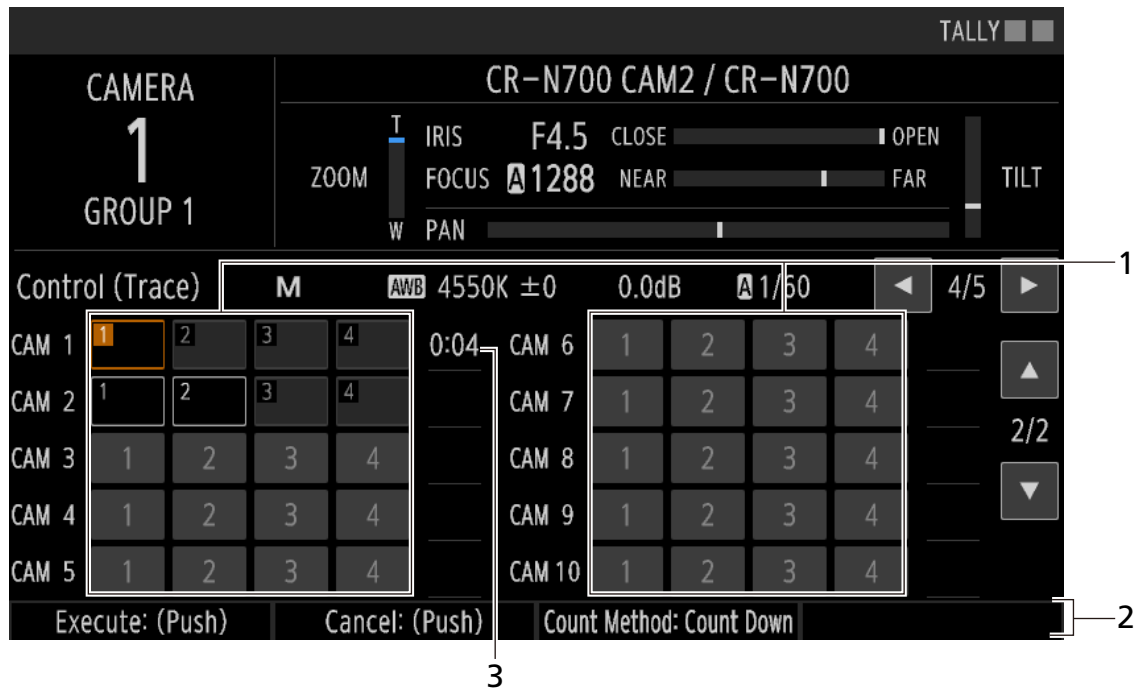 TALLY
CAMERA
1
GROUP 1
CR-N700 CAM2 / CR-N700
ZOOM T W
IRIS F4.5 CLOSE OPEN
FOCUS A 1288 NEAR FAR
PAN
TILT
Control (Trace) M AWB 4550K ±0 0.0dB A 1/60 ◀ 4/5 ▶
1
CAM 1 1 2 3 4 0:04 CAM 6 1 2 3 4
CAM 2 1 2 3 4 CAM 7 1 2 3 4
CAM 3 1 2 3 4 CAM 8 1 2 3 4
CAM 4 1 2 3 4 CAM 9 1 2 3 4
CAM 5 1 2 3 4 CAM 10 1 2 3 4
▲
2/2
▼
Execute: (Push) Cancel: (Push) Count Method: Count Down
2
3